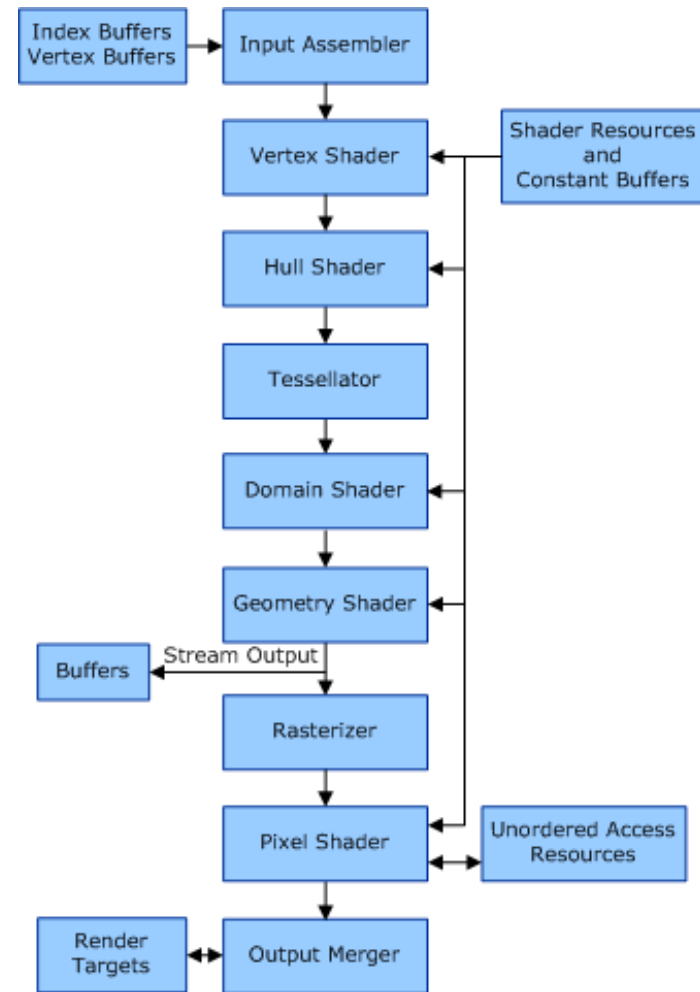 Index Buffers
Vertex Buffers
Input Assembler
Vertex Shader
Shader Resources
and
Constant Buffers
Hull Shader
Tessellator
Domain Shader
Geometry Shader
Stream Output
Buffers
Rasterizer
Pixel Shader
Unordered Access
Resources
Render
Targets
Output Merger